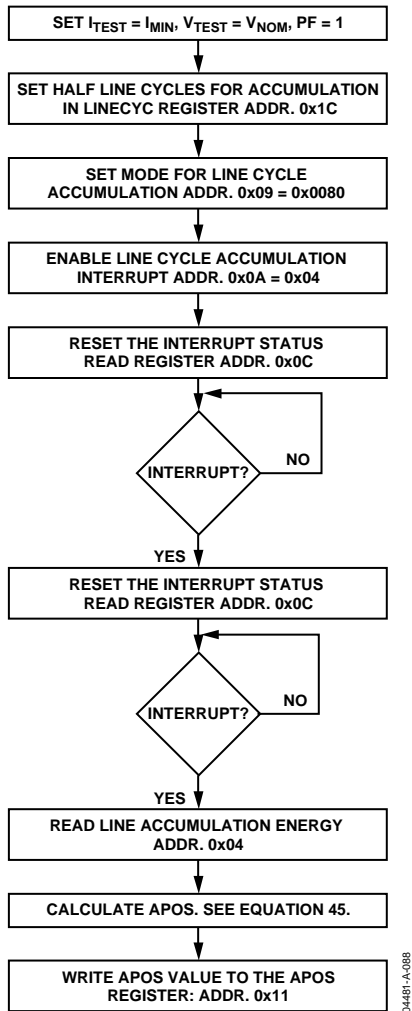 SET ITEST = IMIN, VTEST = VNOM, PF = 1
SET HALF LINE CYCLES FOR ACCUMULATION
IN LINECYC REGISTER ADDR. 0x1C
SET MODE FOR LINE CYCLE
ACCUMULATION ADDR. 0x09 = 0x0080
ENABLE LINE CYCLE ACCUMULATION
INTERRUPT ADDR. 0x0A = 0x04
RESET THE INTERRUPT STATUS
READ REGISTER ADDR. 0x0C
INTERRUPT?
NO
YES
RESET THE INTERRUPT STATUS
READ REGISTER ADDR. 0x0C
INTERRUPT?
NO
YES
READ LINE ACCUMULATION ENERGY
ADDR. 0x04
CALCULATE APOS. SEE EQUATION 45.
WRITE APOS VALUE TO THE APOS
REGISTER: ADDR. 0x11
04481-A-088